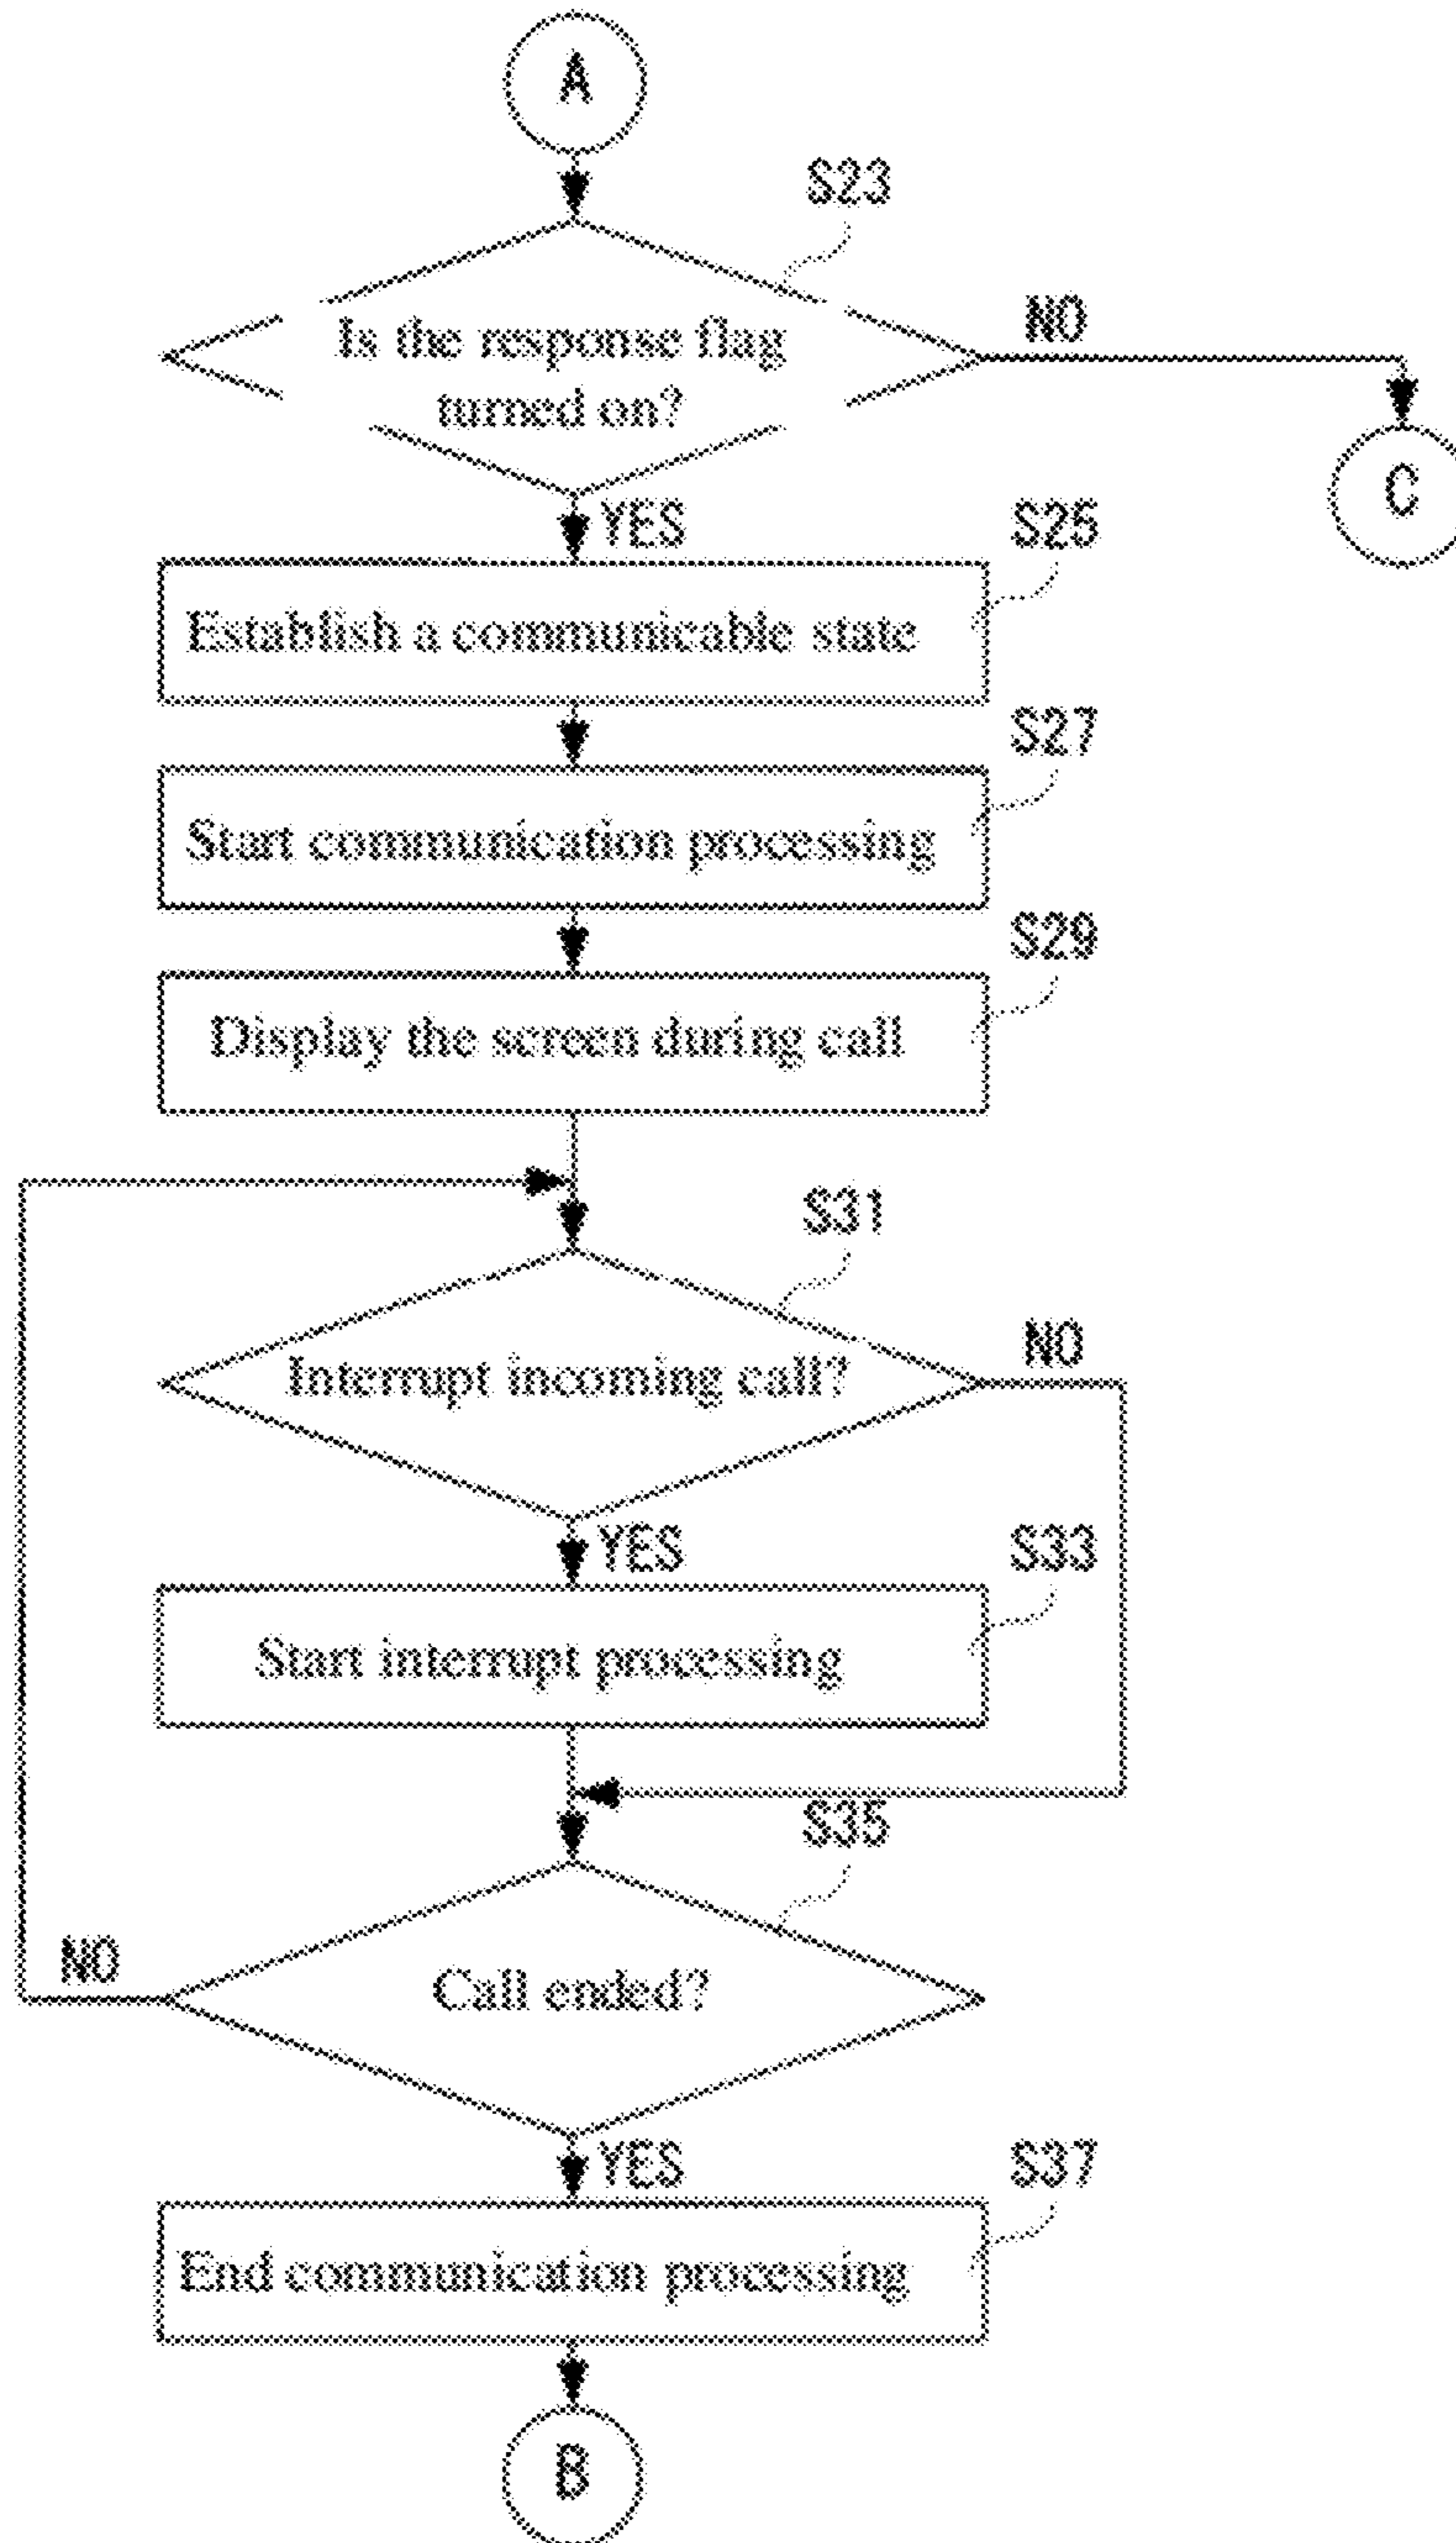 A
S23
Is the response flag
turned on?
NO
C
YES
S25
Establish a communicable state
S27
Start communication processing
S29
Display the screen during call
S31
Interrupt incoming call?
NO
YES
S33
Start interrupt processing
S35
Call ended?
NO
YES
S37
End communication processing
B